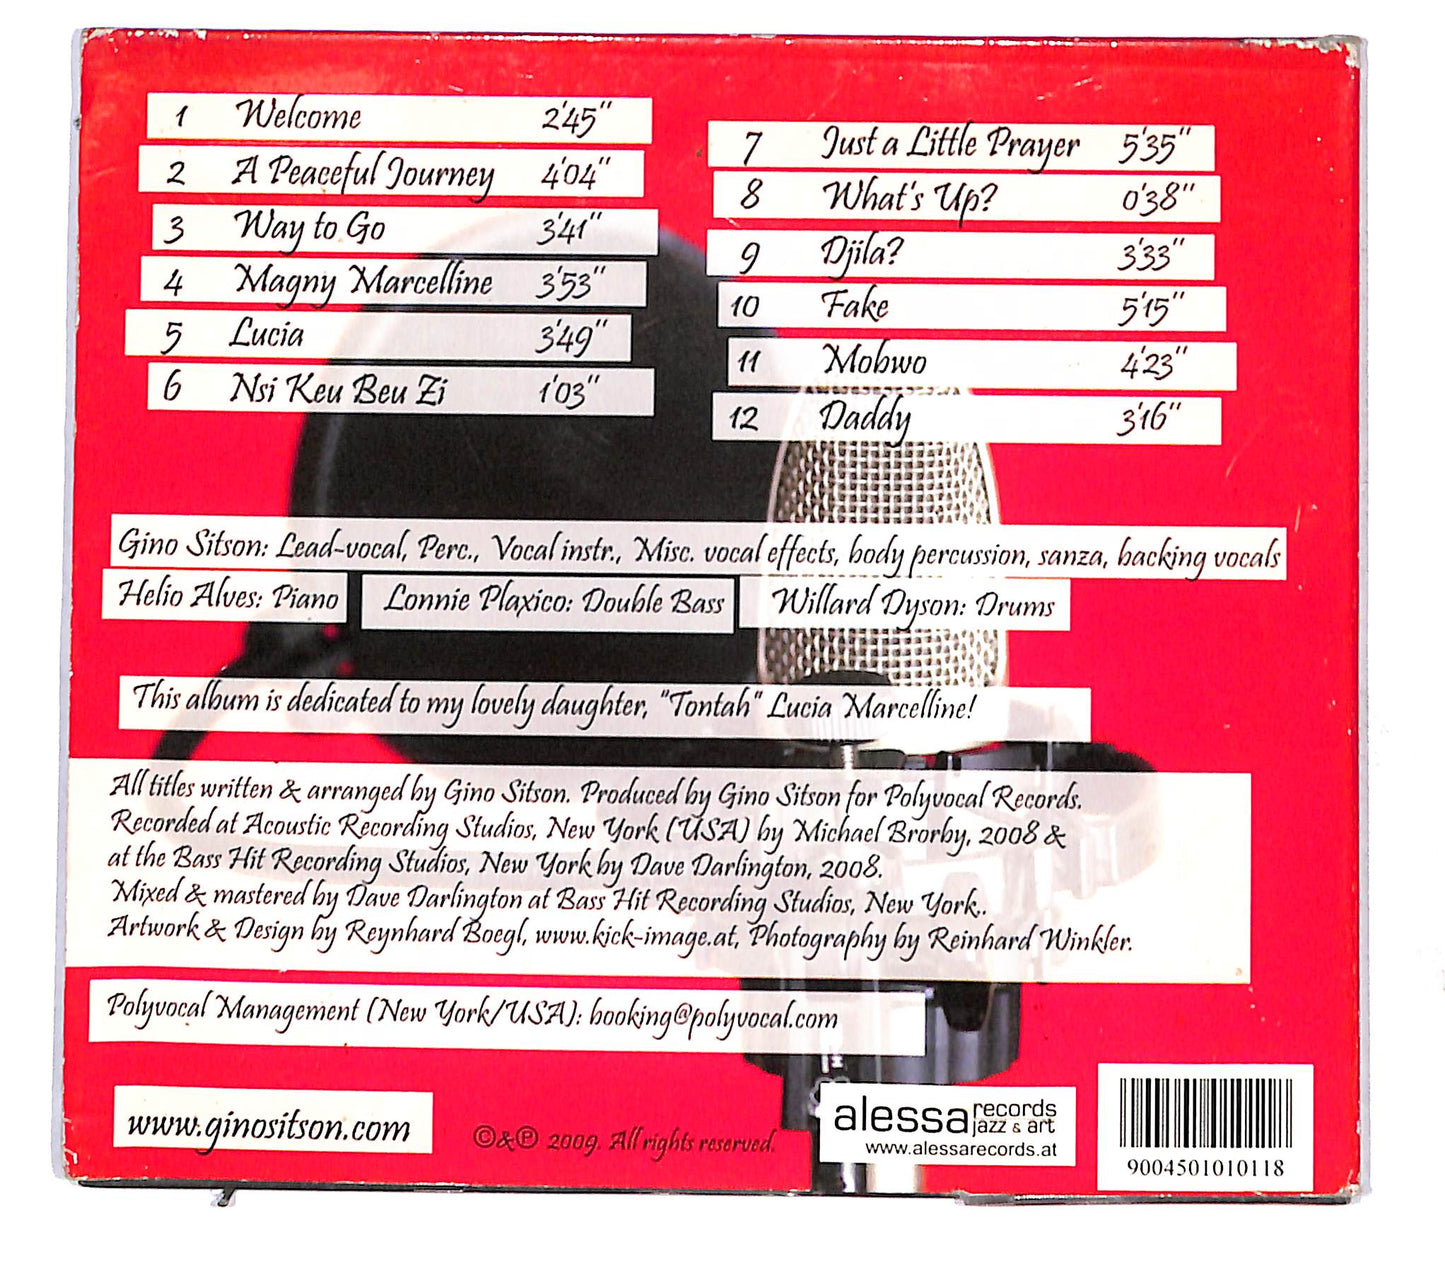 1 Welcome 2'45"
2 A Peaceful Journey 4'04"
3 Way to Go 3'41"
4 Magny Marcelline 3'53"
5 Lucia 3'49"
6 Nsi Keu Beu Zi 1'03"
7 Just a Little Prayer 5'35"
8 What's Up? 0'38"
9 Djila? 3'33"
10 Fake 5'15"
11 Mobwo 4'23"
12 Daddy 3'16"
Gino Sitson: Lead-vocal, Perc., Vocal instr., Misc. vocal effects, body percussion, sanza, backing vocals
Helio Alves: Piano Lonnie Plaxico: Double Bass Willard Dyson: Drums
This album is dedicated to my lovely daughter, "Tontah" Lucia Marcelline!
All titles written & arranged by Gino Sitson. Produced by Gino Sitson for Polyvocal Records.
Recorded at Acoustic Recording Studios, New York (USA) by Michael Brorby, 2008 &
at the Bass Hit Recording Studios, New York by Dave Darlington, 2008.
Mixed & mastered by Dave Darlington at Bass Hit Recording Studios, New York..
Artwork & Design by Reynhard Boegl, www.kick-image.at, Photography by Reinhard Winkler.
Polyvocal Management (New York/USA): booking@polyvocal.com
www.ginositson.com
©&℗ 2009. All rights reserved.
alessa records
jazz & art
www.alessarecords.at
9004501010118